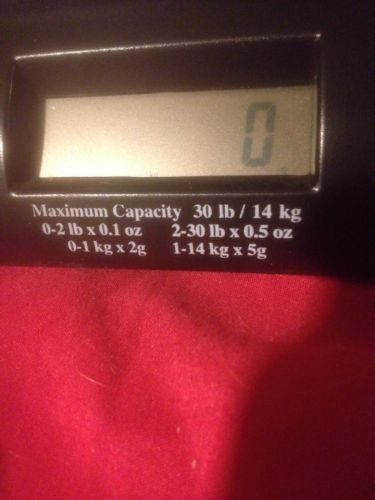 0
Maximum Capacity 30 lb / 14 kg
0-2 lb x 0.1 oz 2-30 lb x 0.5 oz
0-1 kg x 2g 1-14 kg x 5g